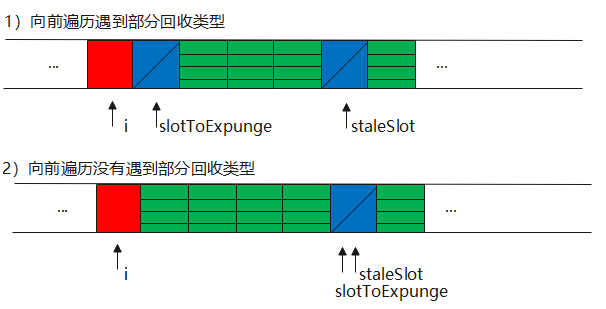 1）向前遍历遇到部分回收类型
... ...
i slotToExpunge staleSlot
2）向前遍历没有遇到部分回收类型
... ...
i staleSlot
slotToExpunge